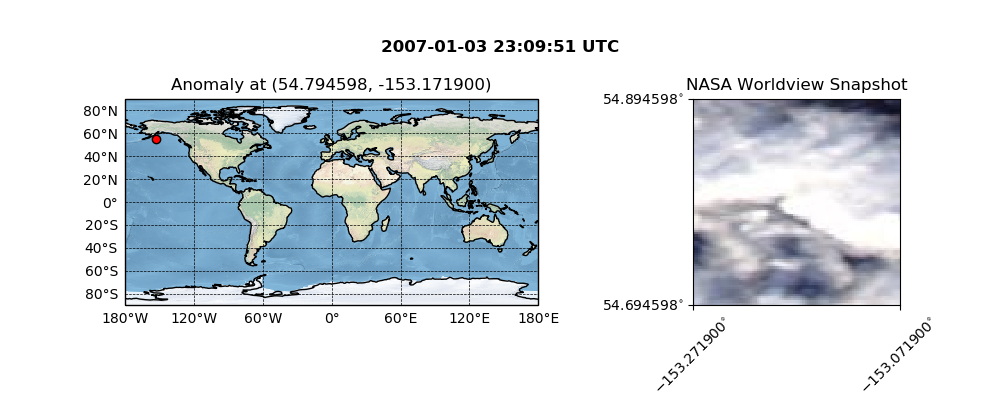 2007-01-03 23:09:51 UTC
Anomaly at (54.794598, -153.171900)
80°N
60°N
40°N
20°N
0°
20°S
40°S
60°S
80°S
180°W 120°W 60°W 0° 60°E 120°E 180°E
NASA Worldview Snapshot
54.894598°
54.694598°
−153.271900°
−153.071900°